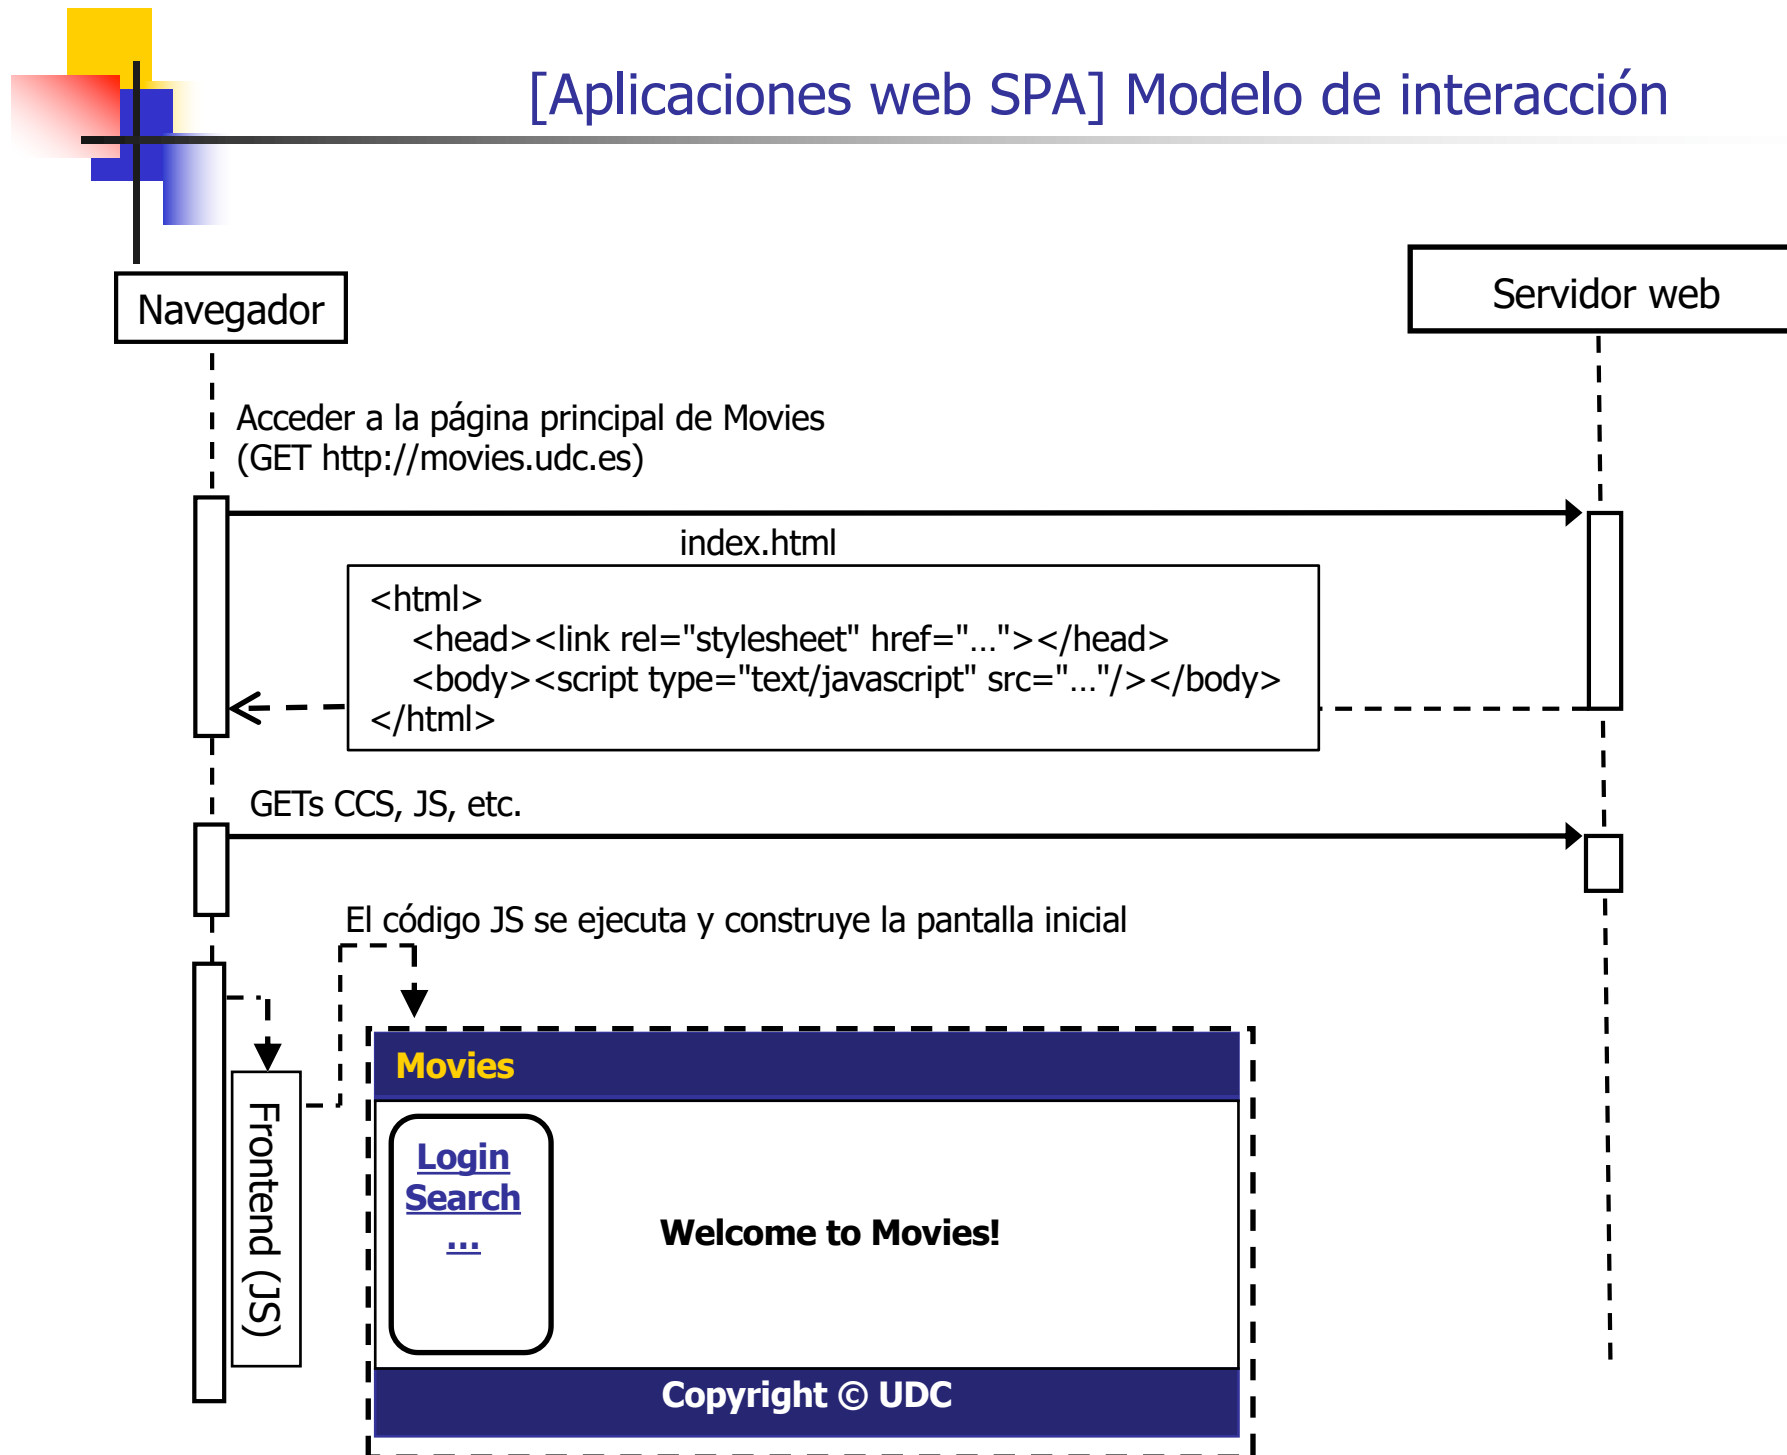 [Aplicaciones web SPA] Modelo de interacción
Navegador
Servidor web
Acceder a la página principal de Movies
(GET http://movies.udc.es)
index.html
<html>
<head><link rel="stylesheet" href="..."></head>
<body><script type="text/javascript" src="..."/></body>
</html>
GETs CCS, JS, etc.
El código JS se ejecuta y construye la pantalla inicial
Frontend (JS)
Movies
Login
Search
...
Welcome to Movies!
Copyright © UDC